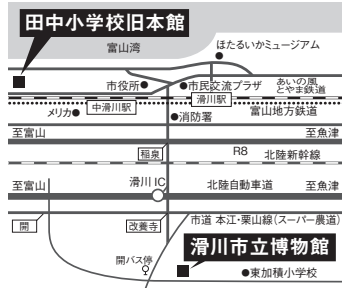 田中小学校旧本館
富山湾
ほたるいかミュージアム
市役所
市民交流プラザ
あいの風
とやま鉄道
中滑川駅
滑川駅
メリカ
消防署
富山地方鉄道
至富山
至魚津
稲泉
R8
北陸新幹線
至富山
滑川IC
北陸自動車道
至魚津
開
改養寺
市道 本江・栗山線(スーパー農道)
滑川市立博物館
開バス停
東加積小学校